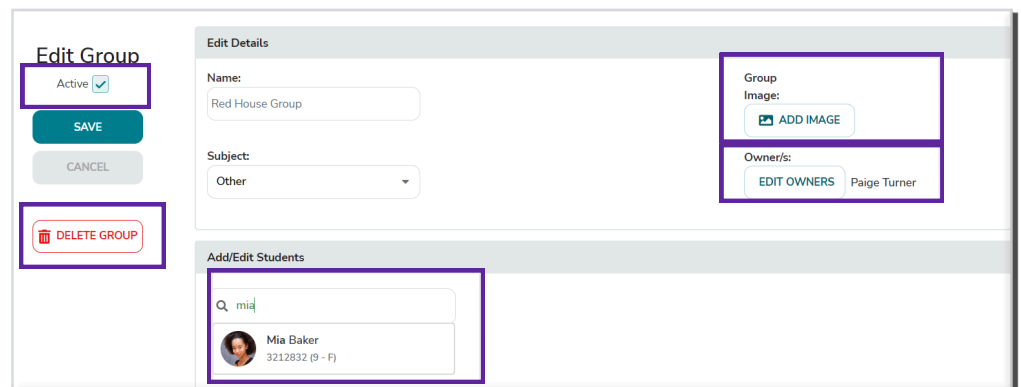 Edit Group
Active
SAVE
CANCEL
DELETE GROUP
Edit Details
Name:
Red House Group
Subject:
Other
Group
Image:
ADD IMAGE
Owner/s:
EDIT OWNERS Paige Turner
Add/Edit Students
mia
Mia Baker
3212832 (9 - F)